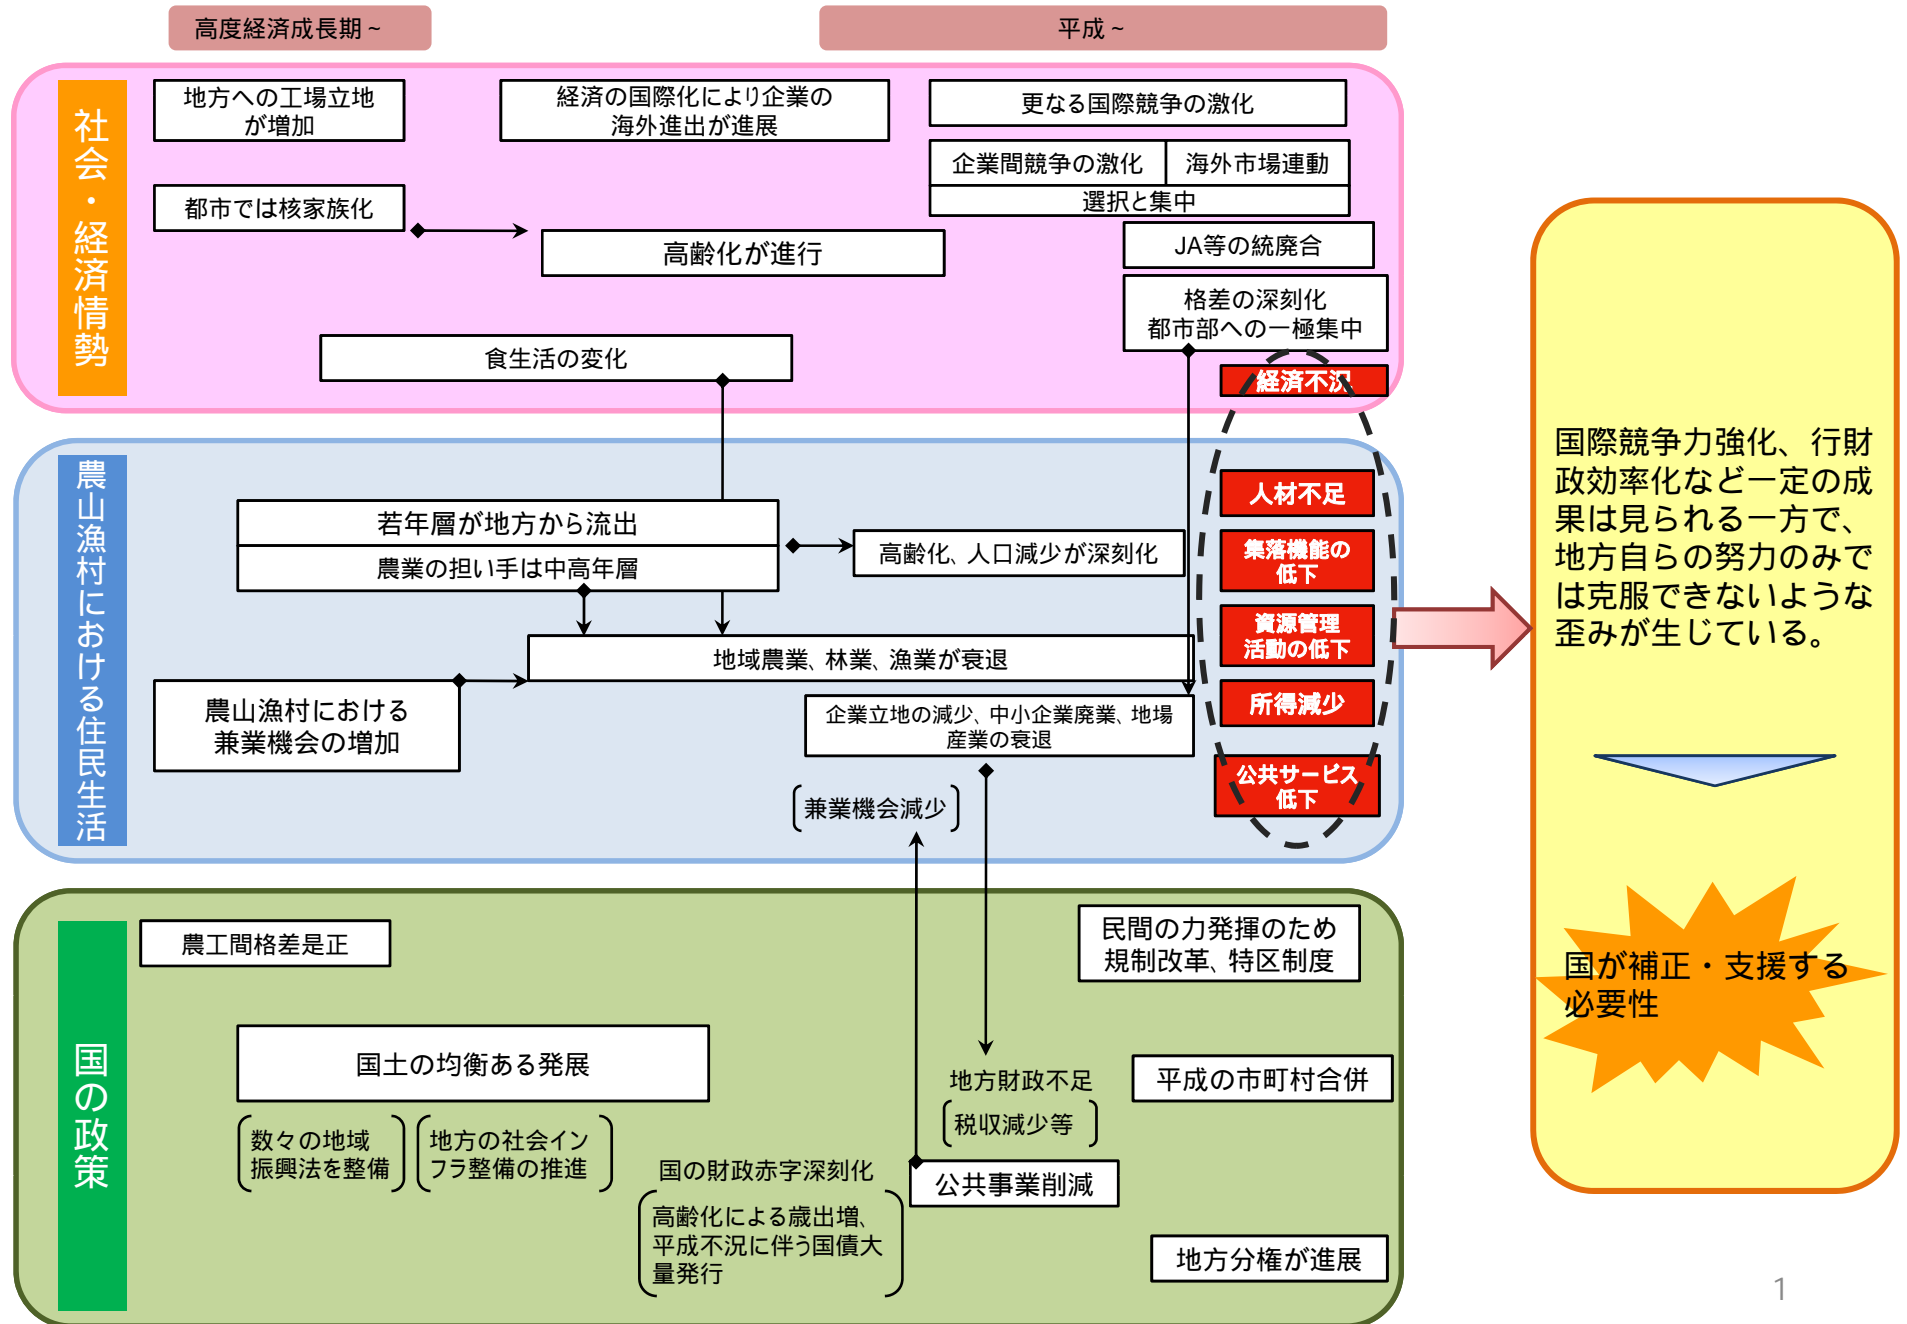 高度経済成長期~
平成~
社会・経済情勢
地方への工場立地
が増加
経済の国際化により企業の
海外進出が進展
更なる国際競争の激化
企業間競争の激化
海外市場連動
選択と集中
都市では核家族化
高齢化が進行
JA等の統廃合
格差の深刻化
都市部への一極集中
食生活の変化
経済不況
農山漁村における住民生活
若年層が地方から流出
農業の担い手は中高年層
高齢化、人口減少が深刻化
地域農業、林業、漁業が衰退
農山漁村における
兼業機会の増加
企業立地の減少、中小企業廃業、地場
産業の衰退
兼業機会減少
人材不足
集落機能の
低下
資源管理
活動の低下
所得減少
公共サービス
低下
国の政策
農工間格差是正
民間の力発揮のため
規制改革、特区制度
国土の均衡ある発展
数々の地域
振興法を整備
地方の社会イン
フラ整備の推進
地方財政不足
税収減少等
平成の市町村合併
国の財政赤字深刻化
高齢化による歳出増、
平成不況に伴う国債大
量発行
公共事業削減
地方分権が進展
国際競争力強化、行財
政効率化など一定の成
果は見られる一方で、
地方自らの努力のみで
は克服できないような
歪みが生じている。
国が補正・支援する
必要性
1